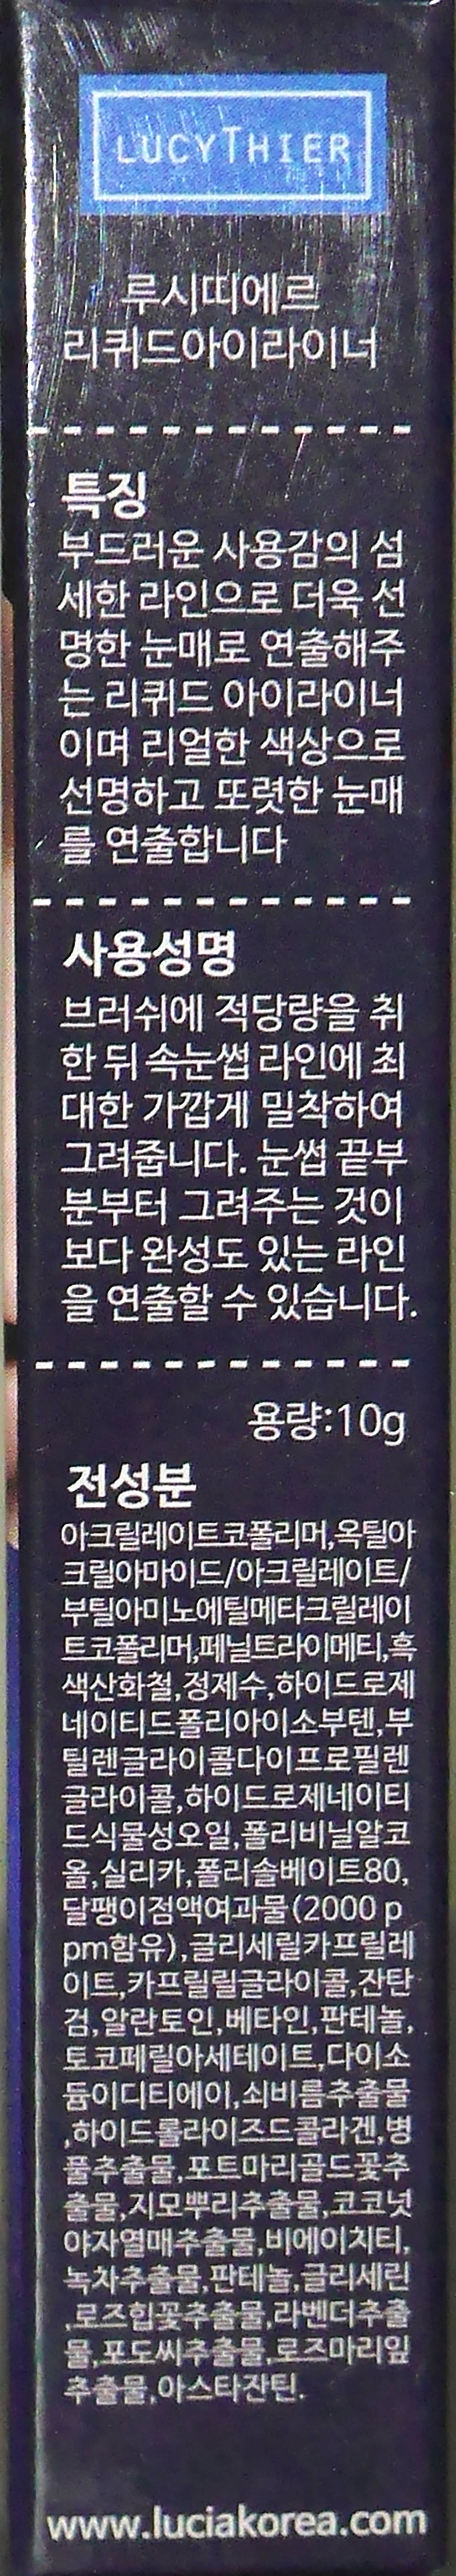 LUCYTHIER
루시띠에르
리퀴드아이라이너
특징
부드러운 사용감의 섬
세한 라인으로 더욱 선
명한 눈매로 연출해주
는 리퀴드 아이라이너
이며 리얼한 색상으로
선명하고 또렷한 눈매
를 연출합니다
사용성명
브러쉬에 적당량을 취
한 뒤 속눈썹 라인에 최
대한 가깝게 밀착하여
그려줍니다. 눈썹 끝부
분부터 그려주는 것이
보다 완성도 있는 라인
을 연출할 수 있습니다.
용량:10g
전성분
아크릴레이트코폴리머,옥틸아
크릴아마이드/아크릴레이트/
부틸아미노에틸메타크릴레이
트코폴리머,페닐트라이메티,흑
색산화철,정제수,하이드로제
네이티드폴리아이소부텐,부
틸렌글라이콜다이프로필렌
글라이콜,하이드로제네이티
드식물성오일,폴리비닐알코
올,실리카,폴리솔베이트80,
달팽이점액여과물(2000 p
pm함유),글리세릴카프릴레
이트,카프릴릴글라이콜,잔탄
검,알란토인,베타인,판테놀,
토코페릴아세테이트,다이소
듐이디티에이,쇠비름추출물
,하이드롤라이즈드콜라겐,병
풀추출물,포트마리골드꽃추
출물,지모뿌리추출물,코코넛
야자열매추출물,비에이치티,
녹차추출물,판테놀,글리세린
,로즈힙꽃추출물,라벤더추출
물,포도씨추출물,로즈마리잎
추출물,아스타잔틴.
www.luciakorea.com